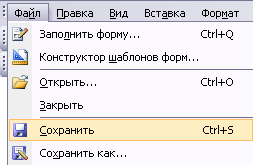 Файл Правка Вид Вставка Формат
Заполнить форму... Ctrl+Q
Конструктор шаблонов форм...
Открыть... Ctrl+O
Закрыть
Сохранить Ctrl+S
Сохранить как...